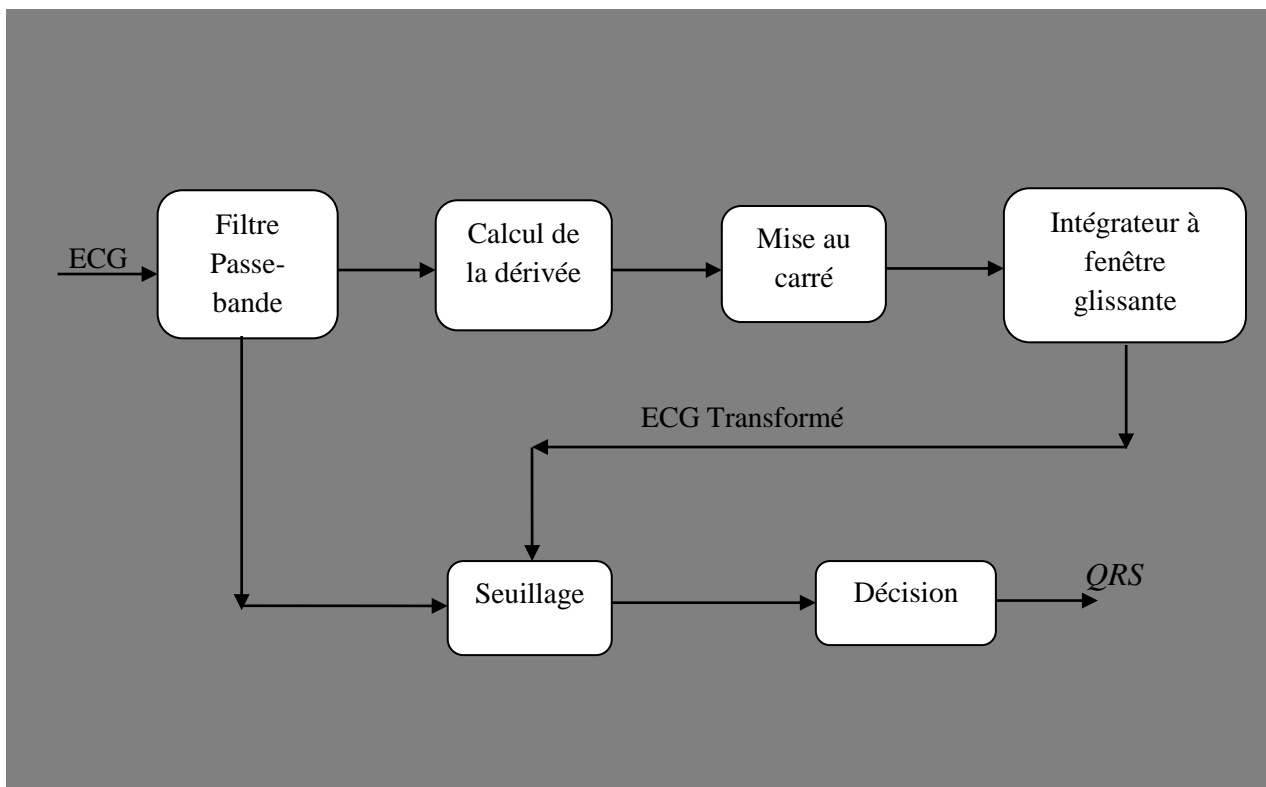 ECG
Filtre
Passe-
bande
Calcul de
la dérivée
Mise au
carré
Intégrateur à
fenêtre
glissante
ECG Transformé
Seuillage
Décision
QRS